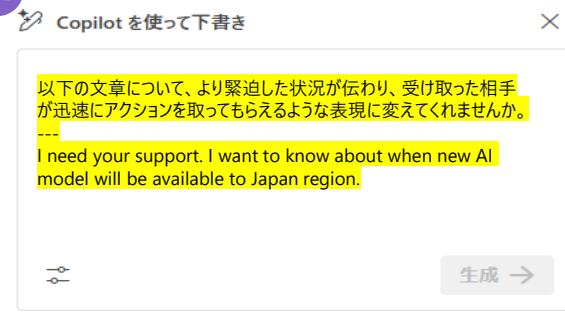 Copilot を使って下書き
以下の文章について、より緊迫した状況が伝わり、受け取った相手
が迅速にアクションを取ってもらえるような表現に変えてくれませんか。
---
I need your support. I want to know about when new AI
model will be available to Japan region.
生成